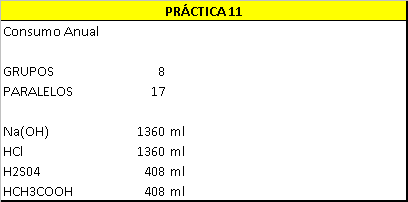 PRÁCTICA 11
Consumo Anual
GRUPOS 8
PARALELOS 17
Na(OH) 1360 ml
HCl 1360 ml
H2S04 408 ml
HCH3COOH 408 ml